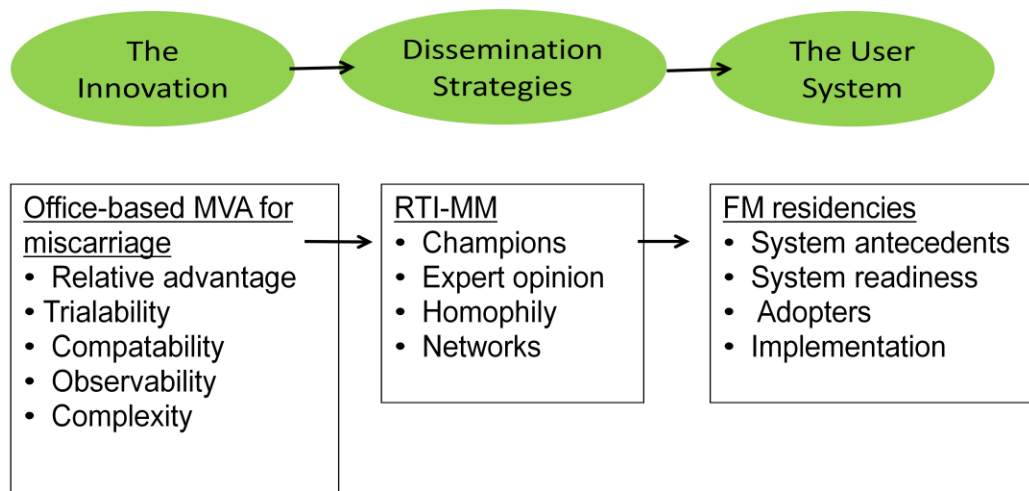 The
Innovation
Dissemination
Strategies
The User
System
Office-based MVA for
miscarriage
• Relative advantage
• Trialability
• Compatability
• Observability
• Complexity
RTI-MM
• Champions
• Expert opinion
• Homophily
• Networks
FM residencies
• System antecedents
• System readiness
• Adopters
• Implementation